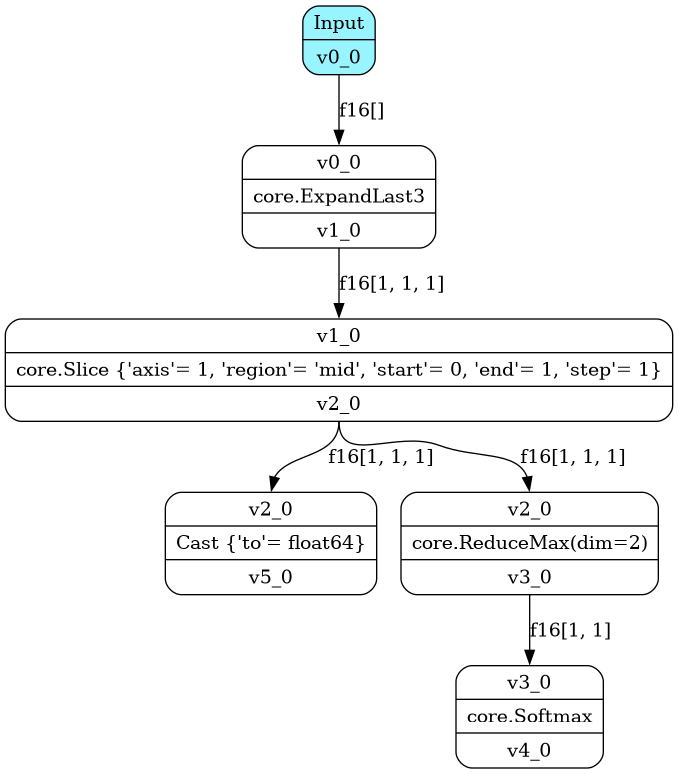 Input
v0_0
f16[]
v0_0
core.ExpandLast3
v1_0
f16[1, 1, 1]
v1_0
core.Slice {'axis'= 1, 'region'= 'mid', 'start'= 0, 'end'= 1, 'step'= 1}
v2_0
f16[1, 1, 1]
f16[1, 1, 1]
v2_0
Cast {'to'= float64}
v5_0
v2_0
core.ReduceMax(dim=2)
v3_0
f16[1, 1]
v3_0
core.Softmax
v4_0